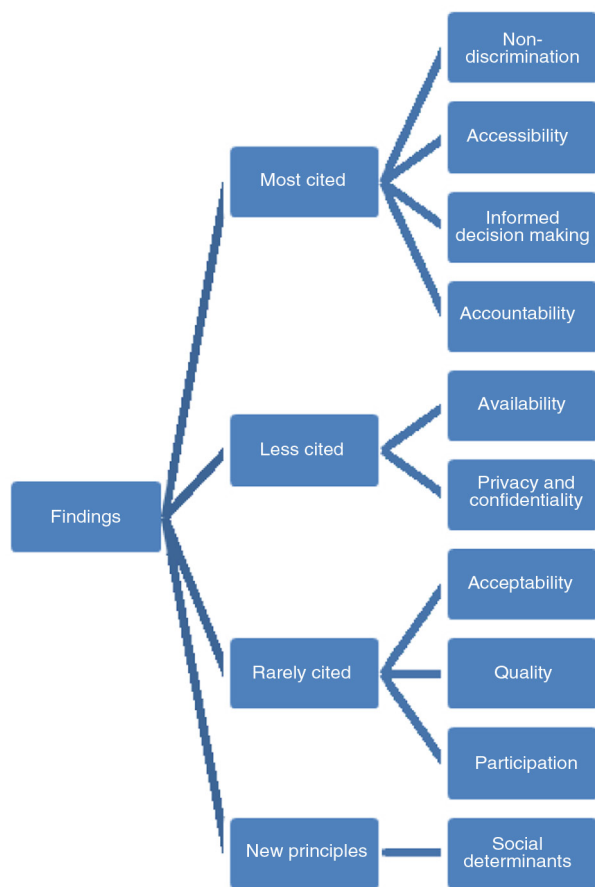 Findings
Most cited
Non-
discrimination
Accessibility
Informed
decision making
Accountability
Less cited
Availability
Privacy and
confidentiality
Rarely cited
Acceptability
Quality
Participation
New principles
Social
determinants